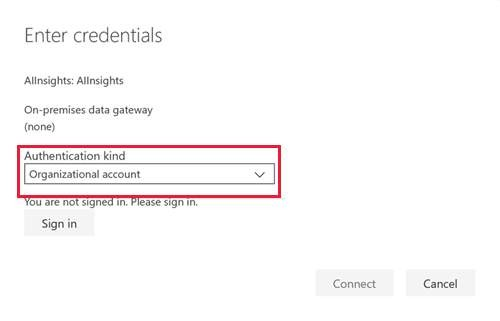 Enter credentials
AIInsights: AIInsights
On-premises data gateway
(none)
Authentication kind
Organizational account
You are not signed in. Please sign in.
Sign in
Connect
Cancel